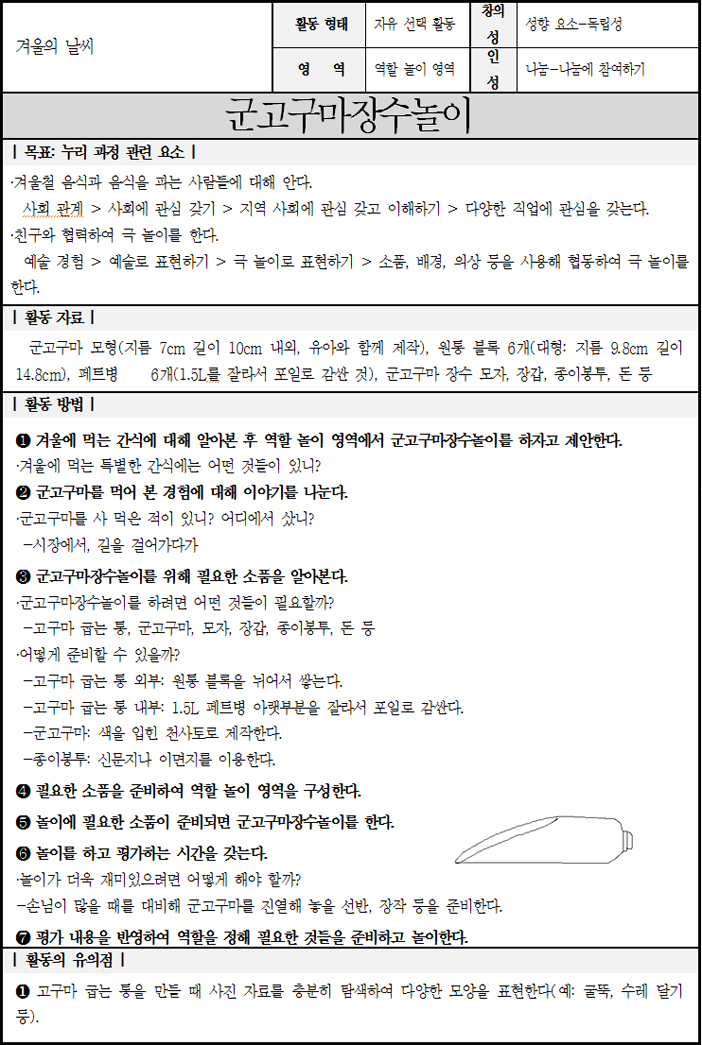 겨울의 날씨
활동 형태
자유 선택 활동
창의성
성향 요소-독립성
영 역
역할 놀이 영역
인성
나눔-나눔에 참여하기
군고구마장수놀이
| 목표: 누리 과정 관련 요소 |
·겨울철 음식과 음식을 파는 사람들에 대해 안다.
사회 관계 > 사회에 관심 갖기 > 지역 사회에 관심 갖고 이해하기 > 다양한 직업에 관심을 갖는다.
·친구와 협력하여 극 놀이를 한다.
예술 경험 > 예술로 표현하기 > 극 놀이로 표현하기 > 소품, 배경, 의상 등을 사용해 협동하여 극 놀이를
한다.
| 활동 자료 |
군고구마 모형(지름 7cm 길이 10cm 내외, 유아와 함께 제작), 원통 블록 6개(대형: 지름 9.8cm 길이
14.8cm), 페트병 6개(1.5L를 잘라서 포일로 감싼 것), 군고구마 장수 모자, 장갑, 종이봉투, 돈 등
| 활동 방법 |
❶ 겨울에 먹는 간식에 대해 알아본 후 역할 놀이 영역에서 군고구마장수놀이를 하자고 제안한다.
·겨울에 먹는 특별한 간식에는 어떤 것들이 있니?
❷ 군고구마를 먹어 본 경험에 대해 이야기를 나눈다.
·군고구마를 사 먹은 적이 있니? 어디에서 샀니?
-시장에서, 길을 걸어가다가
❸ 군고구마장수놀이를 위해 필요한 소품을 알아본다.
·군고구마장수놀이를 하려면 어떤 것들이 필요할까?
-고구마 굽는 통, 군고구마, 모자, 장갑, 종이봉투, 돈 등
·어떻게 준비할 수 있을까?
-고구마 굽는 통 외부: 원통 블록을 뉘어서 쌓는다.
-고구마 굽는 통 내부: 1.5L 페트병 아랫부분을 잘라서 포일로 감싼다.
-군고구마: 색을 입힌 천사토로 제작한다.
-종이봉투: 신문지나 이면지를 이용한다.
❹ 필요한 소품을 준비하여 역할 놀이 영역을 구성한다.
❺ 놀이에 필요한 소품이 준비되면 군고구마장수놀이를 한다.
❻ 놀이를 하고 평가하는 시간을 갖는다.
·놀이가 더욱 재미있으려면 어떻게 해야 할까?
-손님이 많을 때를 대비해 군고구마를 진열해 놓을 선반, 장작 등을 준비한다.
❼ 평가 내용을 반영하여 역할을 정해 필요한 것들을 준비하고 놀이한다.
| 활동의 유의점 |
❶ 고구마 굽는 통을 만들 때 사진 자료를 충분히 탐색하여 다양한 모양을 표현한다(예: 굴뚝, 수레 달기
등).